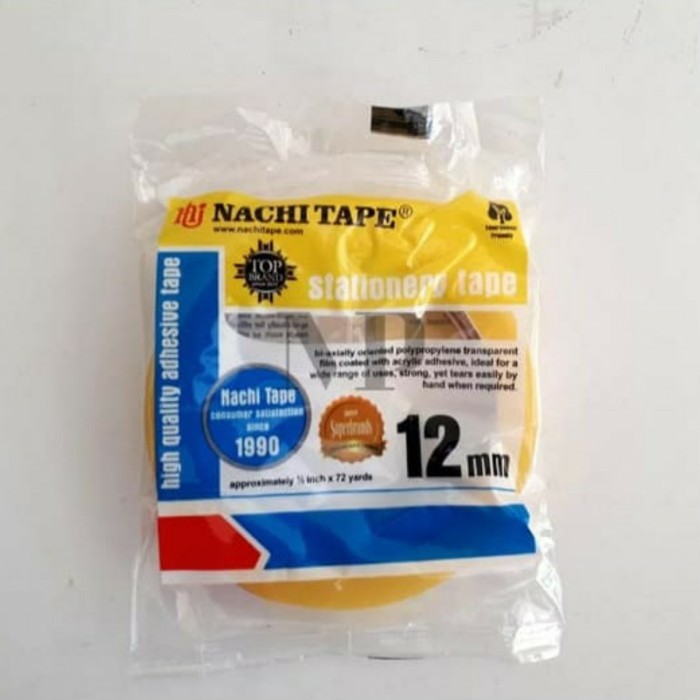 NACHI TAPE®
www.nachitape.com
TOP
BRAND
stationery tape
high quality adhesive tape
bi-axially oriented polypropylene transparent
film coated with acrylic adhesive, ideal for a
wide range of uses, strong, yet tears easily by
hand when required.
Nachi Tape
consumer satisfaction
since
1990
Superbrands
12 mm
approximately ½ inch x 72 yards
MP